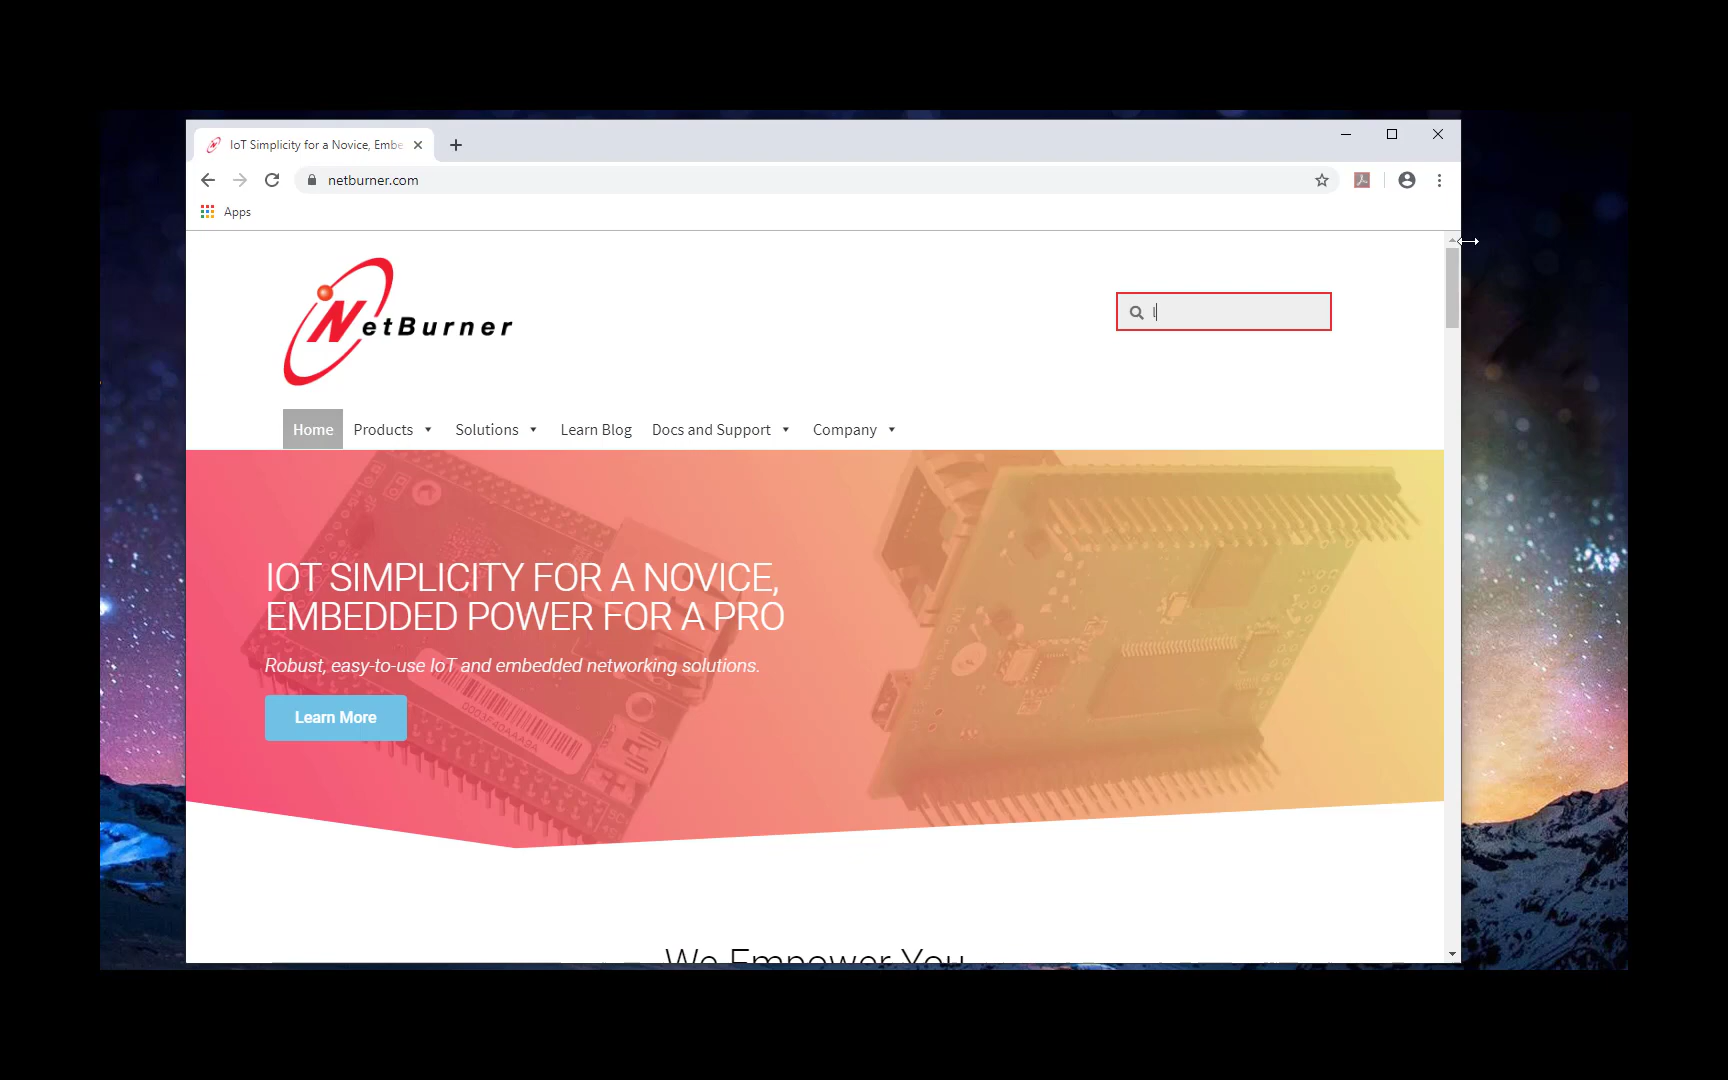 IoT Simplicity for a Novice, Embe
netburner.com
Apps
NetBurner
l
Home
Products
Solutions
Learn Blog
Docs and Support
Company
IOT SIMPLICITY FOR A NOVICE,
EMBEDDED POWER FOR A PRO
Robust, easy-to-use IoT and embedded networking solutions.
Learn More
We Empower You